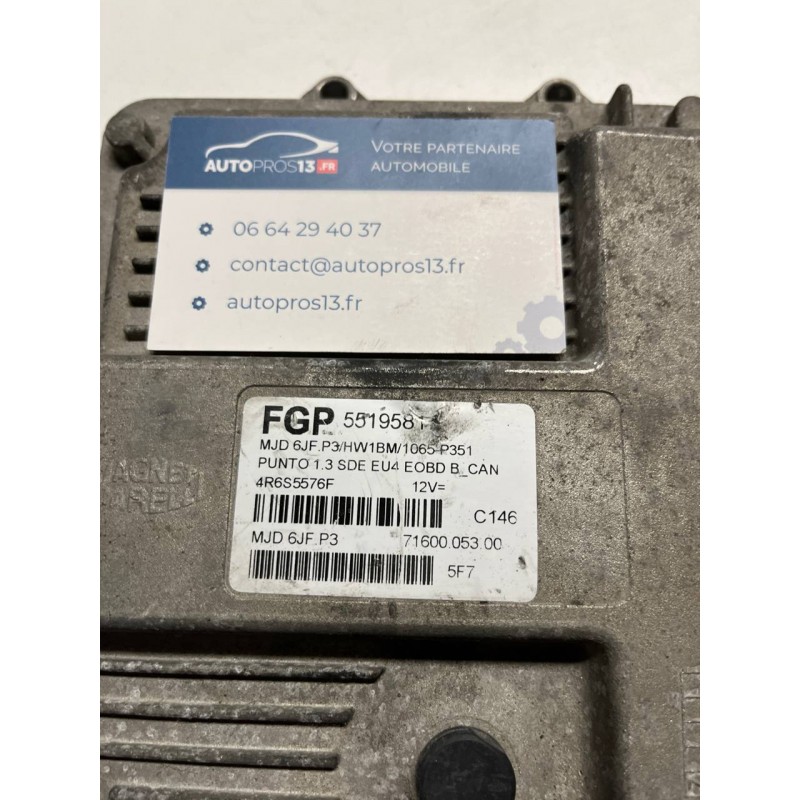 AUTOPROS13.FR
VOTRE PARTENAIRE
AUTOMOBILE
06 64 29 40 37
contact@autopros13.fr
autopros13.fr
FGP
MJD 6JF.P3/HW1BM/1065-P351
PUNTO 1.3 SDE EU4 EOBD B_CAN
4R6S5576F 12V=
C146
MJD 6JF.P3 71600.053.00
5F7